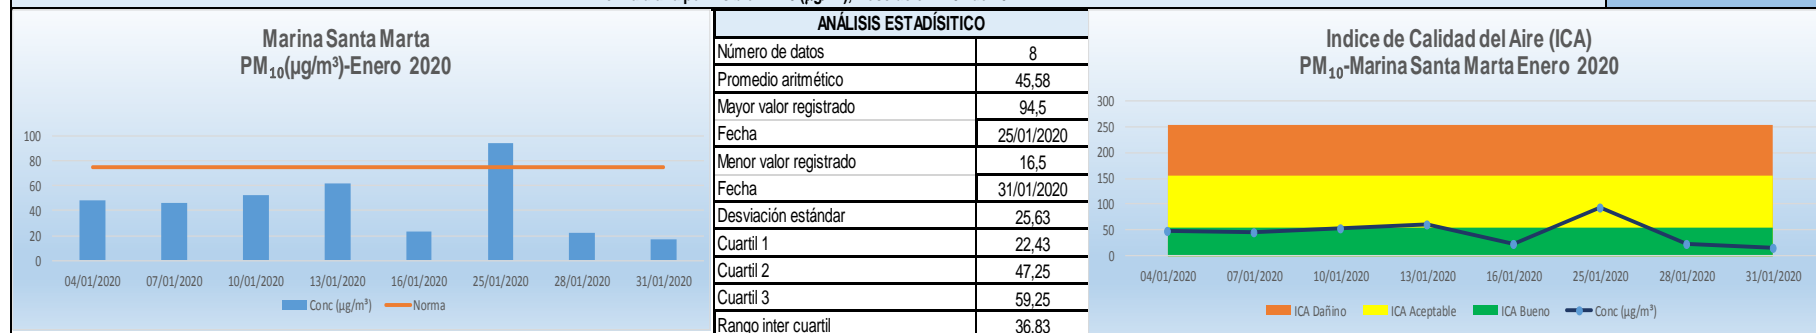 Marina Santa Marta
PM₁₀(µg/m³)-Enero 2020
100
80
60
40
20
0
04/01/2020 07/01/2020 10/01/2020 13/01/2020 16/01/2020 25/01/2020 28/01/2020 31/01/2020
Conc (µg/m³) Norma
ANÁLISIS ESTADÍSITICO
Número de datos 8
Promedio aritmético 45,58
Mayor valor registrado 94,5
Fecha 25/01/2020
Menor valor registrado 16,5
Fecha 31/01/2020
Desviación estándar 25,63
Cuartil 1 22,43
Cuartil 2 47,25
Cuartil 3 59,25
Rango inter cuartil 36,83
Indice de Calidad del Aire (ICA)
PM₁₀-Marina Santa Marta Enero 2020
300
250
200
150
100
50
0
04/01/2020 07/01/2020 10/01/2020 13/01/2020 16/01/2020 25/01/2020 28/01/2020 31/01/2020
ICA Dañino ICA Aceptable ICA Bueno Conc (µg/m³)